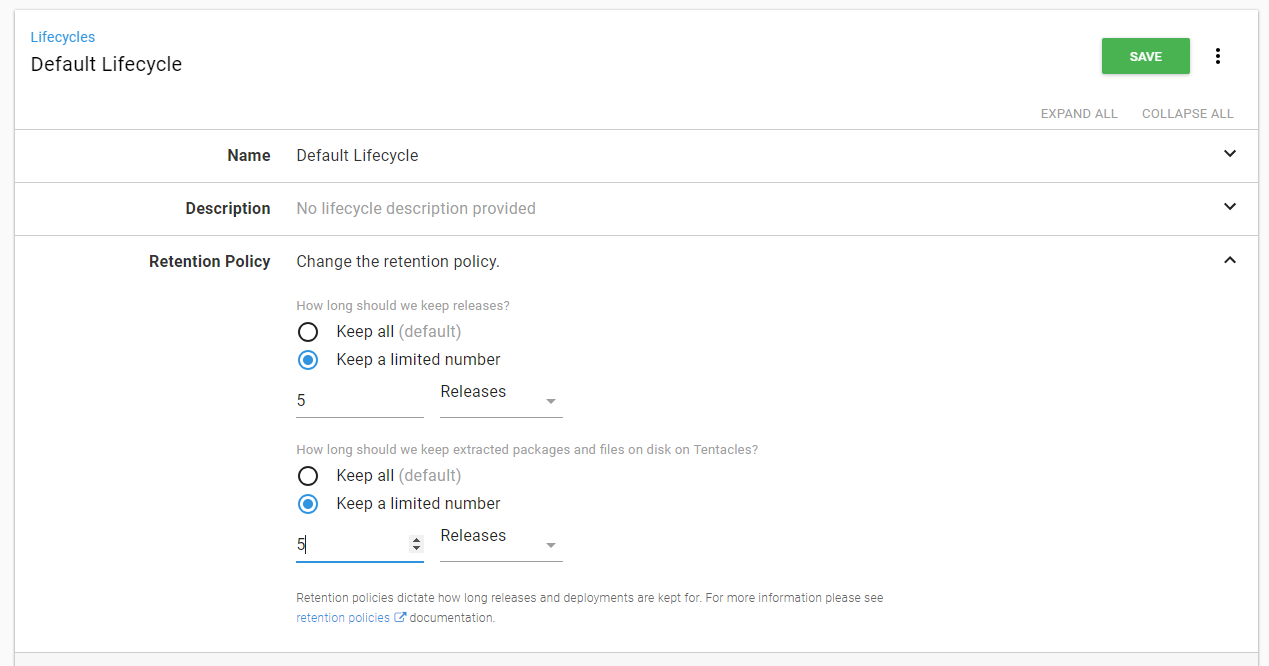 Lifecycles
Default Lifecycle
SAVE
EXPAND ALL COLLAPSE ALL
Name Default Lifecycle
Description No lifecycle description provided
Retention Policy Change the retention policy.
How long should we keep releases?
Keep all (default)
Keep a limited number
5 Releases
How long should we keep extracted packages and files on disk on Tentacles?
Keep all (default)
Keep a limited number
5 Releases
Retention policies dictate how long releases and deployments are kept for. For more information please see
retention policies documentation.